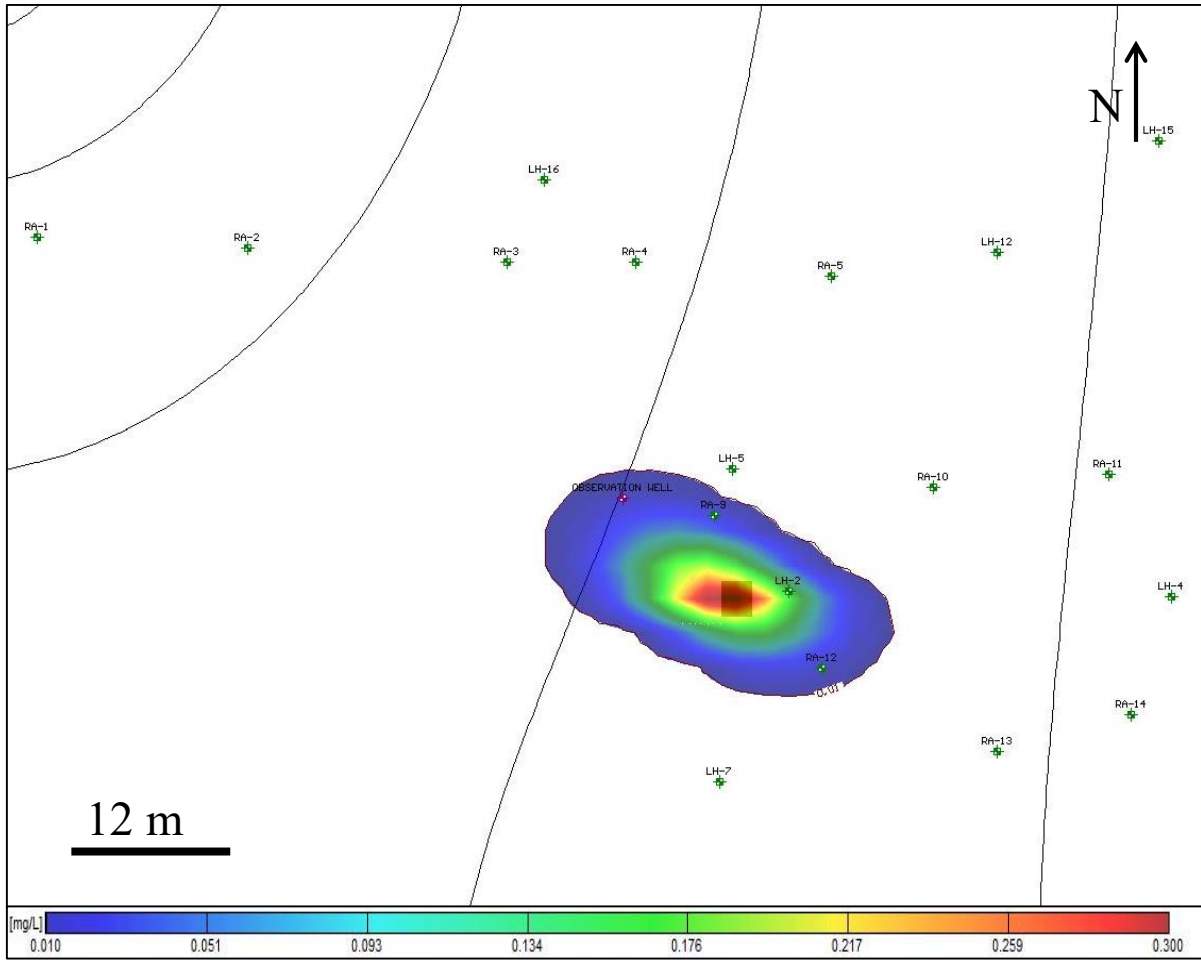 N
LH-15
LH-16
RA-1
RA-2
RA-3
RA-4
RA-5
LH-12
LH-5
OBSERVATION WELL
RA-9
RA-10
RA-11
LH-2
LH-4
RA-12
0.01
RA-14
RA-13
LH-7
12 m
[mg/L]
0.010 0.051 0.093 0.134 0.176 0.217 0.259 0.300